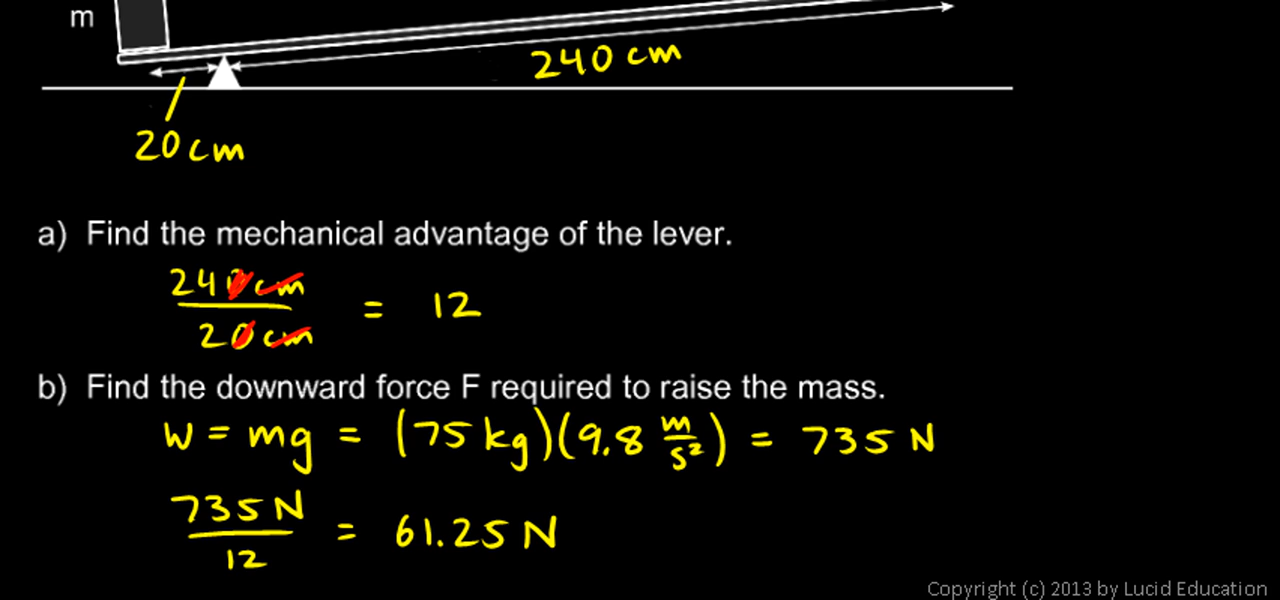 m
240 cm
20 cm
a) Find the mechanical advantage of the lever.
240 cm
20 cm
= 12
b) Find the downward force F required to raise the mass.
W = mg = (75 kg)(9.8 m/s²) = 735 N
735 N
12
= 61.25 N
Copyright (c) 2013 by Lucid Education